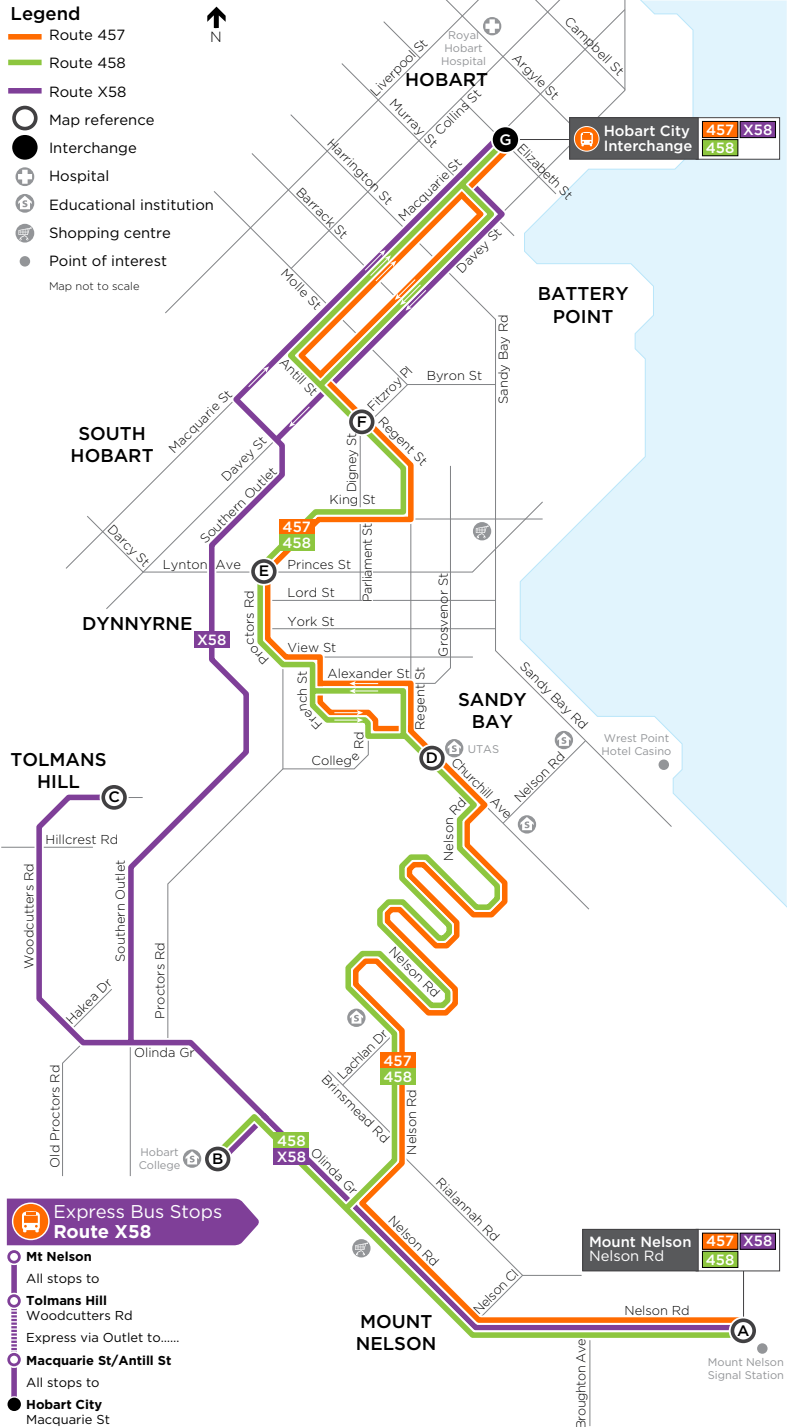 Legend
Route 457
Route 458
Route X58
Map reference
Interchange
Hospital
Educational institution
Shopping centre
Point of interest
Map not to scale
N
Royal
Hobart
Hospital
HOBART
Liverpool St
Campbell St
Argyle St
Collins St
Murray St
Harrington St
Macquarie St
Elizabeth St
G
Hobart City
Interchange
457
X58
458
Barrack St
Davey St
Molle St
BATTERY
POINT
Sandy Bay Rd
Antill St
Fitzroy Pl
Byron St
Macquarie St
F
Regent St
SOUTH
HOBART
Davey St
Digney St
Southern Outlet
King St
457
458
Darcy St
Lynton Ave
E
Princes St
Parliament St
Lord St
Proctors Rd
DYNNYRNE
York St
Grosvenor St
X58
View St
Alexander St
Regent St
French St
SANDY
BAY
Sandy Bay Rd
College Rd
D
UTAS
Wrest Point
Hotel Casino
TOLMANS
HILL
C
Churchill Ave
Nelson Rd
Nelson Rd
Hillcrest Rd
Woodcutters Rd
Southern Outlet
Proctors Rd
Nelson Rd
Hakea Dr
Olinda Gr
Lachlan Dr
457
458
Old Proctors Rd
Brinsmead Rd
Nelson Rd
Hobart
College
B
458
X58
Olinda Gr
Rialannah Rd
Nelson Rd
Nelson Cl
Express Bus Stops
Route X58
Mt Nelson
All stops to
Tolmans Hill
Woodcutters Rd
Express via Outlet to......
Macquarie St/Antill St
All stops to
Hobart City
Macquarie St
MOUNT
NELSON
Mount Nelson
Nelson Rd
457
X58
458
Nelson Rd
A
Broughton Ave
Mount Nelson
Signal Station